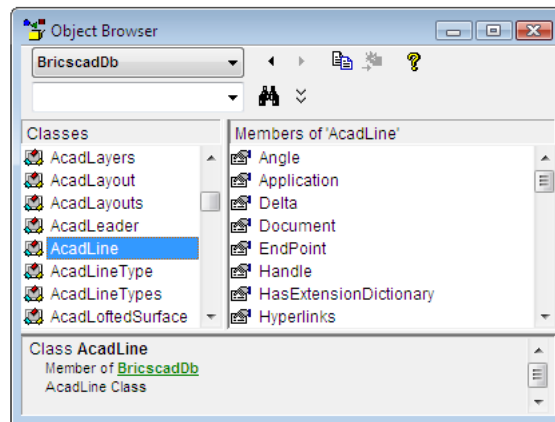 Object Browser
BricscadDb
Classes
Members of 'AcadLine'
AcadLayers
AcadLayout
AcadLayouts
AcadLeader
AcadLine
AcadLineType
AcadLineTypes
AcadLoftedSurface
Angle
Application
Delta
Document
EndPoint
Handle
HasExtensionDictionary
Hyperlinks
Class AcadLine
Member of BricscadDb
AcadLine Class